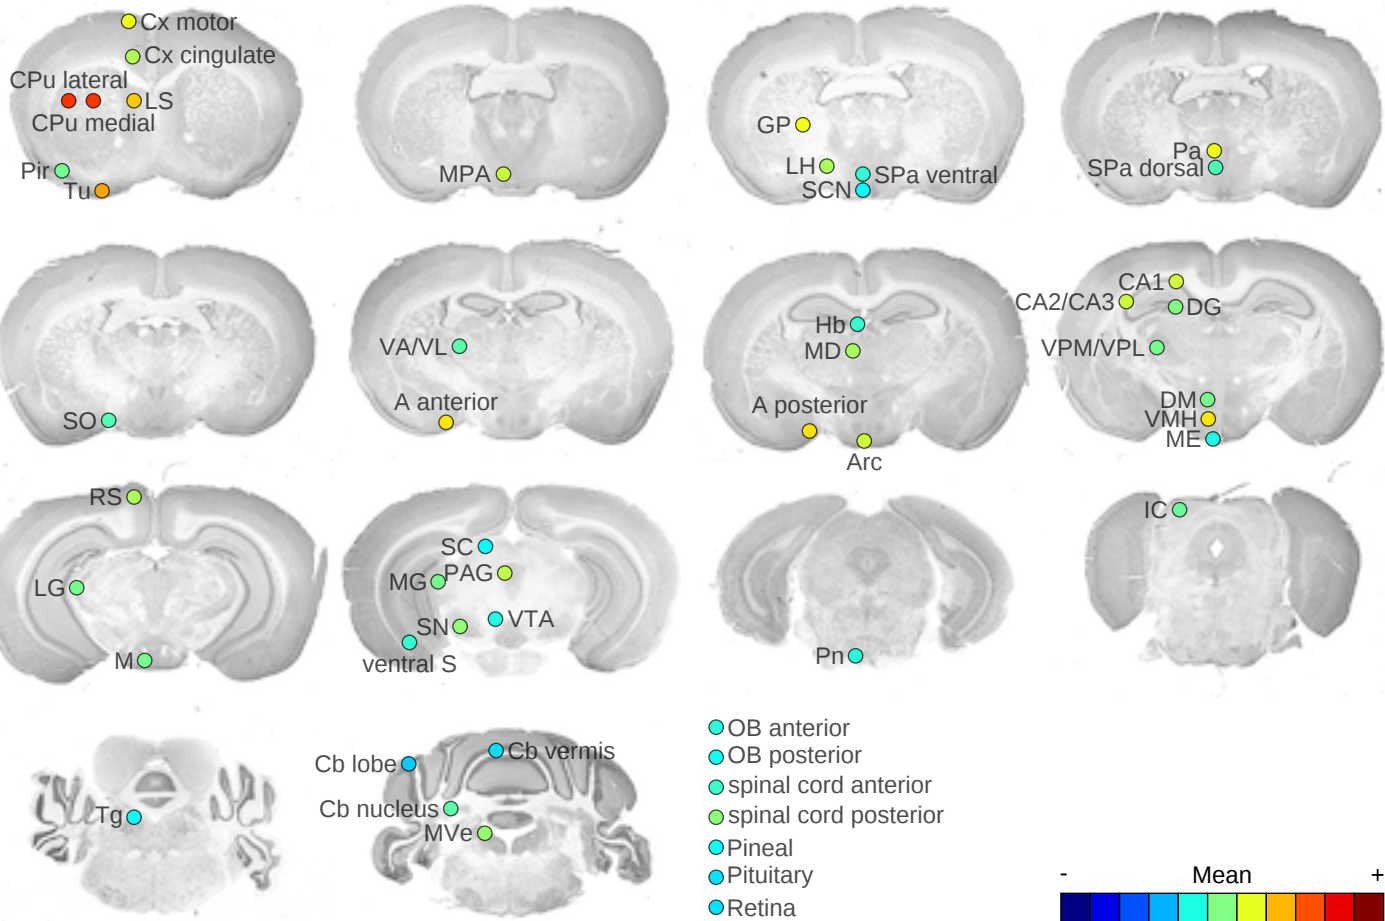 Cx motor
Cx cingulate
CPu lateral
LS
CPu medial
Pir
Tu
MPA
GP
LH
SPa ventral
SCN
Pa
SPa dorsal
SO
VA/VL
A anterior
Hb
MD
A posterior
Arc
CA1
CA2/CA3
DG
VPM/VPL
DM
VMH
ME
RS
LG
M
SC
PAG
MG
VTA
SN
ventral S
Pn
IC
Tg
Cb lobe
Cb vermis
Cb nucleus
MVe
OB anterior
OB posterior
spinal cord anterior
spinal cord posterior
Pineal
Pituitary
Retina
- Mean +